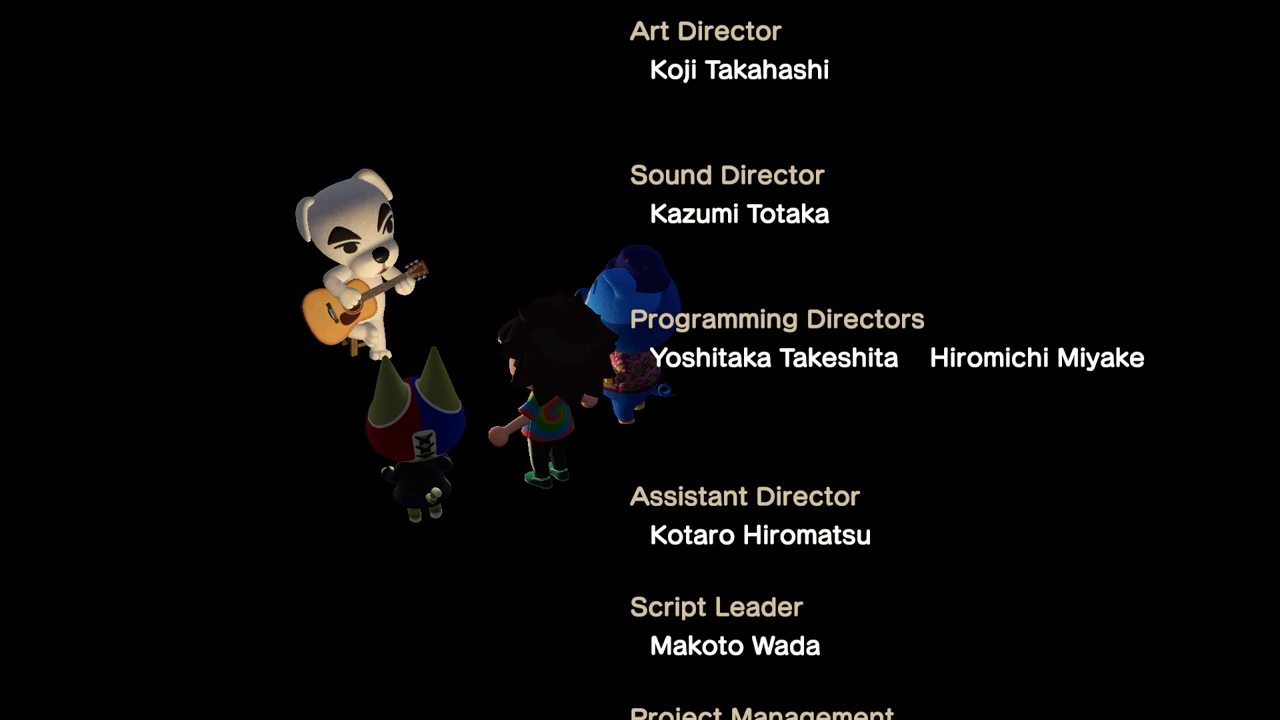 Art Director
Koji Takahashi
Sound Director
Kazumi Totaka
Programming Directors
Yoshitaka Takeshita Hiromichi Miyake
Assistant Director
Kotaro Hiromatsu
Script Leader
Makoto Wada
Project Management